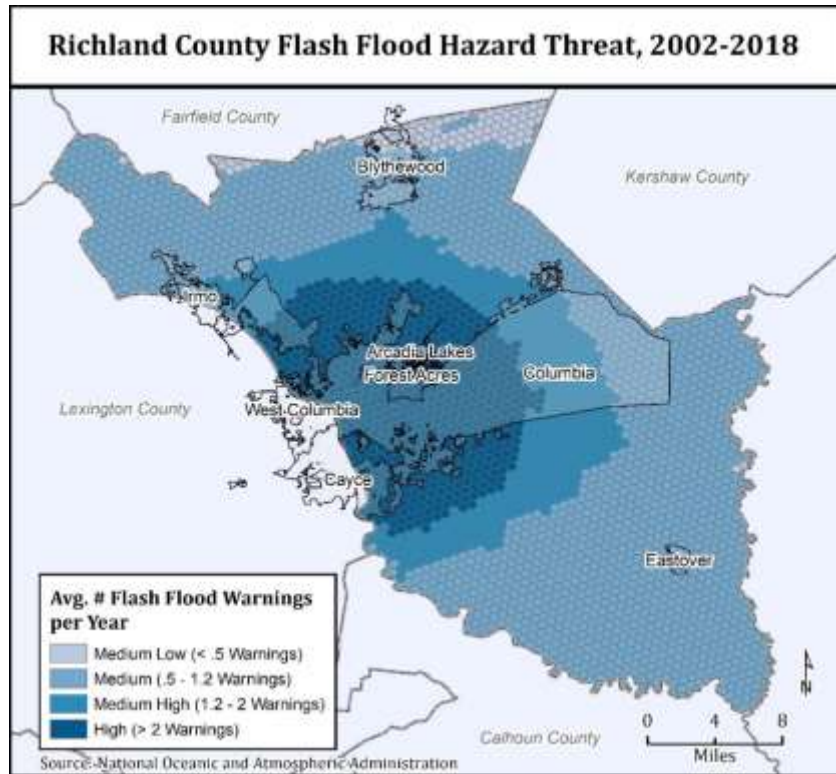 Richland County Flash Flood Hazard Threat, 2002-2018
Fairfield County
Blythewood
Kershaw County
Irmo
Arcadia Lakes
Forest Acres
Columbia
Lexington County
West Columbia
Cayce
Eastover
Avg. # Flash Flood Warnings
per Year
Medium Low (< .5 Warnings)
Medium (.5 - 1.2 Warnings)
Medium High (1.2 - 2 Warnings)
High (> 2 Warnings)
N
0 4 8
Miles
Calhoun County
Source: National Oceanic and Atmospheric Administration